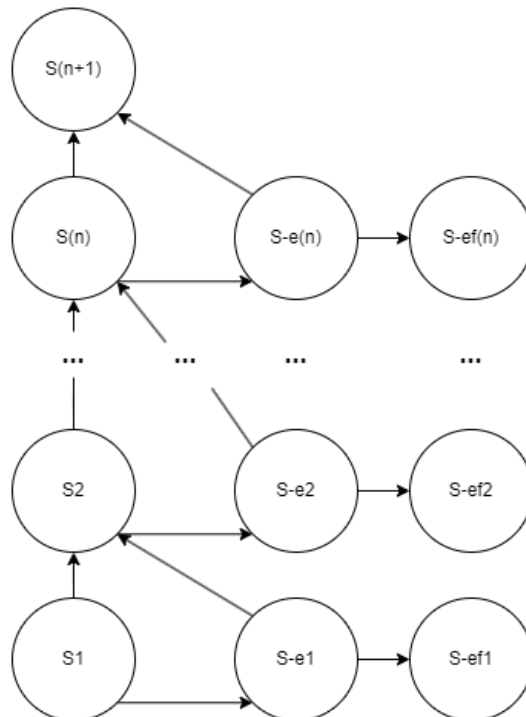 S(n+1)
S(n)
S-e(n)
S-ef(n)
... ... ... ...
S2
S-e2
S-ef2
S1
S-e1
S-ef1